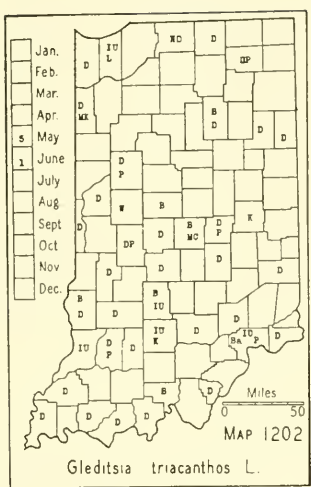 Jan.
Feb.
Mar.
Apr.
5 May
1 June
July
Aug.
Sept
Oct
Nov
Dec.
D IU L ND D DP
D MK B D D D
D P
D W B K
D DP D B MC D P
D D D D
B D B IU
IU D P D IU K D D Ba IU P D
D D B D
D D D D
Miles
0 50
MAP 1202
Gleditsia triacanthos L.